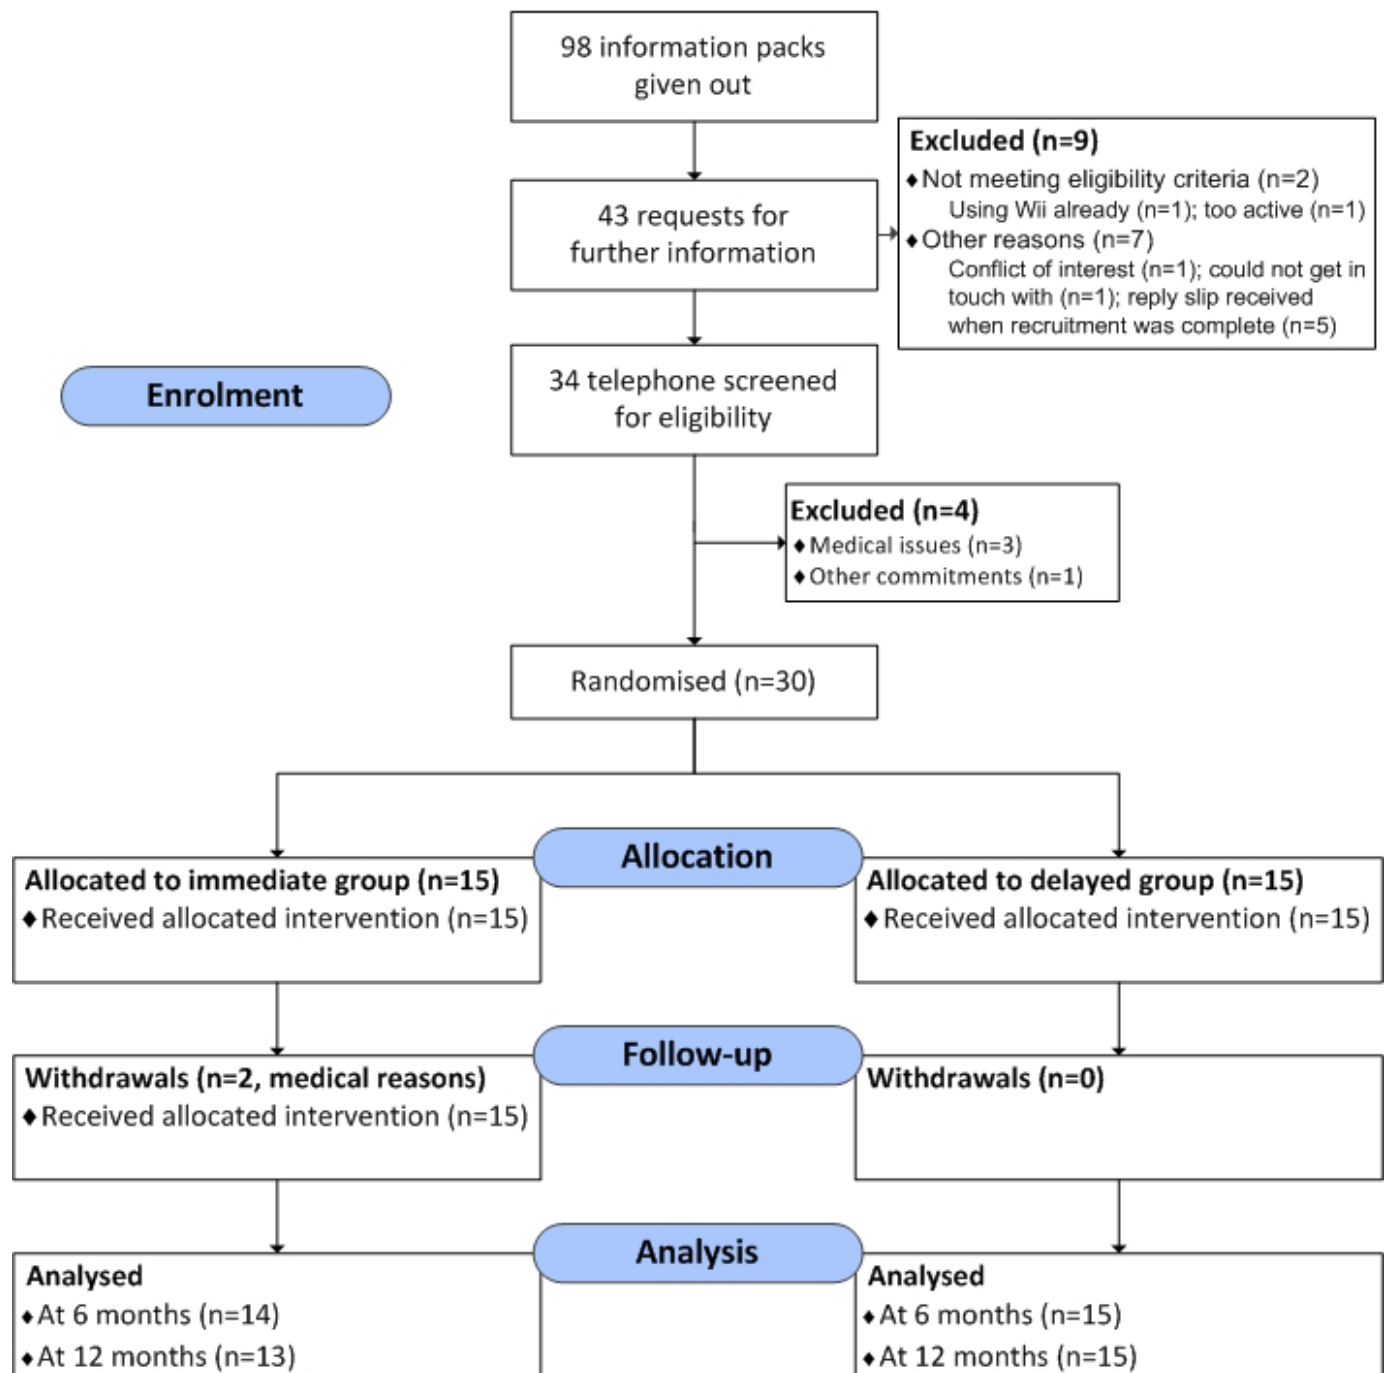 98 information packs
given out
Excluded (n=9)
♦Not meeting eligibility criteria (n=2)
Using Wii already (n=1); too active (n=1)
♦Other reasons (n=7)
Conflict of interest (n=1); could not get in
touch with (n=1); reply slip received
when recruitment was complete (n=5)
43 requests for
further information
34 telephone screened
for eligibility
Enrolment
Excluded (n=4)
♦Medical issues (n=3)
♦Other commitments (n=1)
Randomised (n=30)
Allocation
Allocated to immediate group (n=15)
♦Received allocated intervention (n=15)
Allocated to delayed group (n=15)
♦Received allocated intervention (n=15)
Follow-up
Withdrawals (n=2, medical reasons)
♦Received allocated intervention (n=15)
Withdrawals (n=0)
Analysis
Analysed
♦At 6 months (n=14)
♦At 12 months (n=13)
Analysed
♦At 6 months (n=15)
♦At 12 months (n=15)